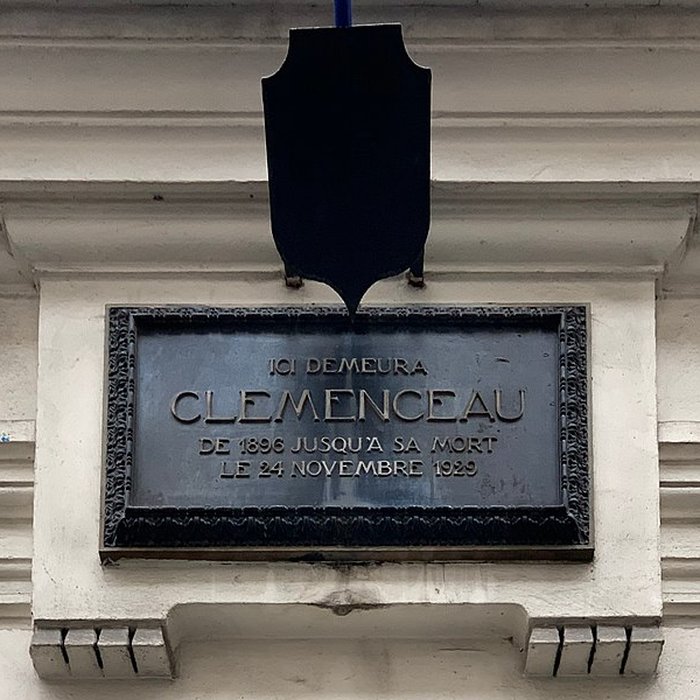 ICI DEMEURA
CLEMENCEAU
DE 1896 JUSQU'A SA MORT
LE 24 NOVEMBRE 1929